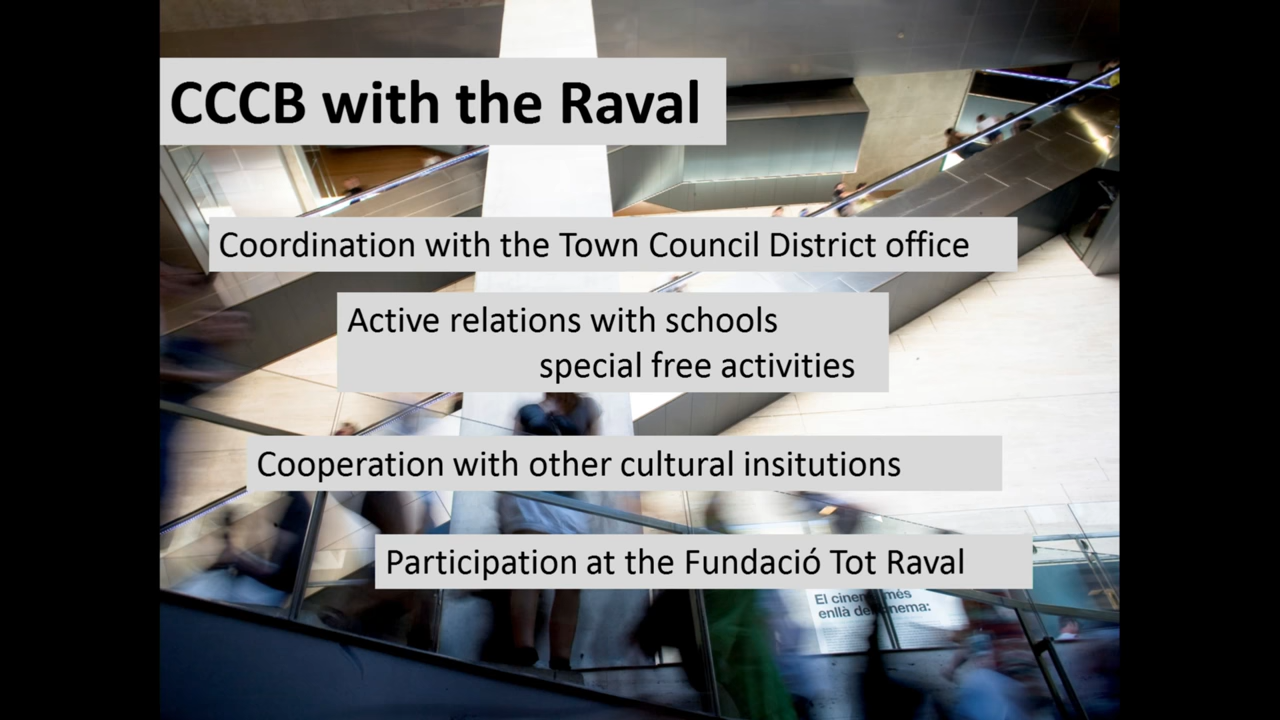 CCCB with the Raval
Coordination with the Town Council District office
Active relations with schools
special free activities
Cooperation with other cultural insitutions
Participation at the Fundació Tot Raval
El cinema més
enllà del cinema: